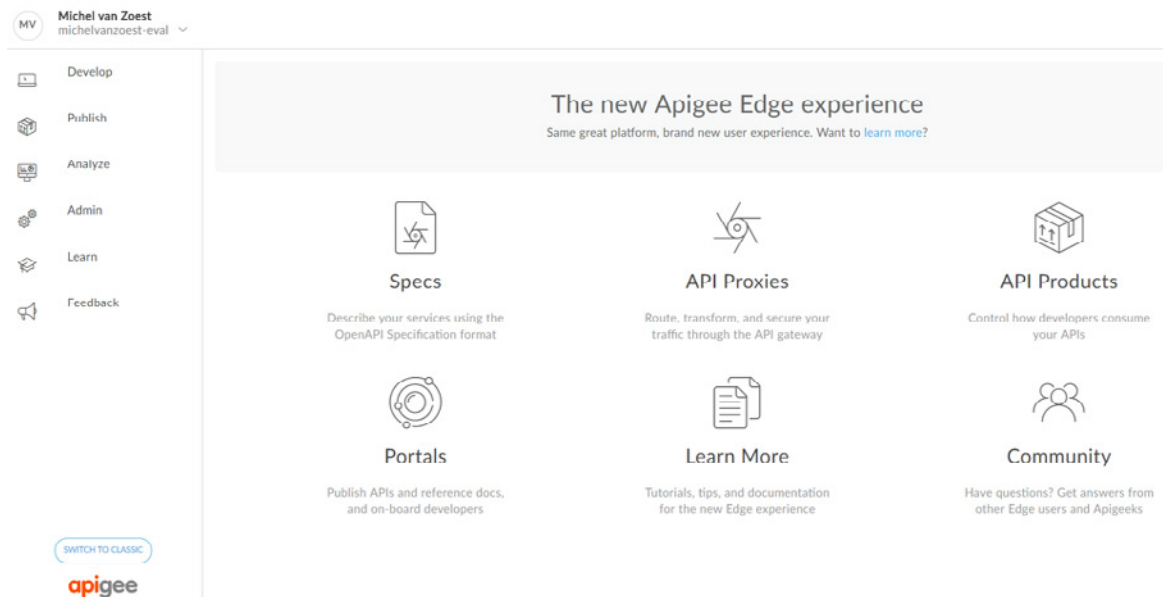 MV
Michel van Zoest
michelvanzoest-eval
Develop
Publish
Analyze
Admin
Learn
Feedback
SWITCH TO CLASSIC
apigee
The new Apigee Edge experience
Same great platform, brand new user experience. Want to learn more?
Specs
Describe your services using the
OpenAPI Specification format
API Proxies
Route, transform, and secure your
traffic through the API gateway
API Products
Control how developers consume
your APIs
Portals
Publish APIs and reference docs,
and on-board developers
Learn More
Tutorials, tips, and documentation
for the new Edge experience
Community
Have questions? Get answers from
other Edge users and Apigeeks